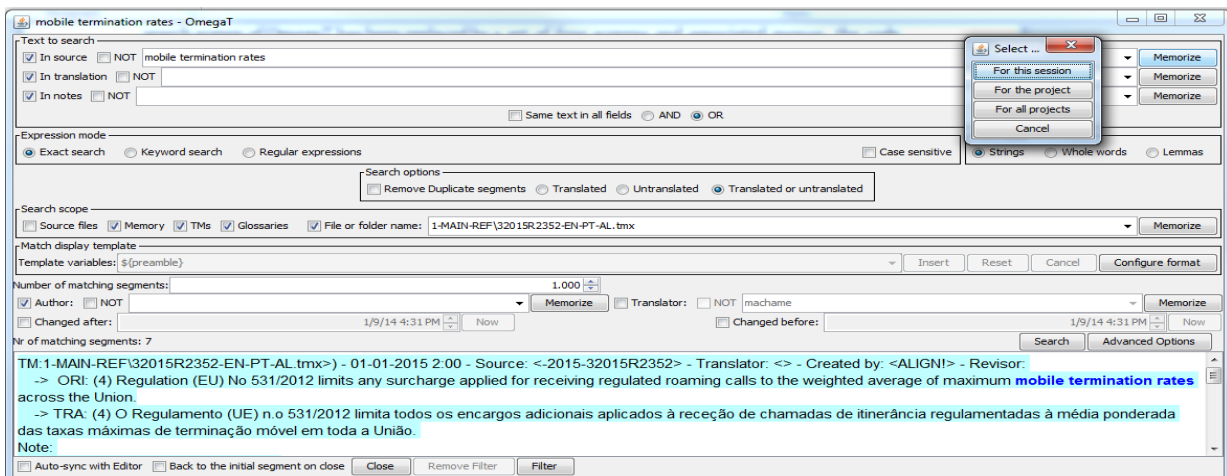 mobile termination rates - OmegaT
Text to search
In source NOT mobile termination rates Memorize
In translation NOT Memorize
In notes NOT Memorize
Same text in all fields AND OR
Select ...
For this session
For the project
For all projects
Cancel
Expression mode
Exact search Keyword search Regular expressions Case sensitive Strings Whole words Lemmas
Search options
Remove Duplicate segments Translated Untranslated Translated or untranslated
Search scope
Source files Memory TMs Glossaries File or folder name: 1-MAIN-REF\32015R2352-EN-PT-AL.tmx Memorize
Match display template
Template variables: ${preamble} Insert Reset Cancel Configure format
Number of matching segments: 1.000
Author: NOT Memorize Translator: NOT machame Memorize
Changed after: 1/9/14 4:31 PM Now Changed before: 1/9/14 4:31 PM Now
Nr of matching segments: 7 Search Advanced Options
TM:1-MAIN-REF\32015R2352-EN-PT-AL.tmx>) - 01-01-2015 2:00 - Source: <-2015-32015R2352> - Translator: <> - Created by: <ALIGN!> - Revisor:
-> ORI: (4) Regulation (EU) No 531/2012 limits any surcharge applied for receiving regulated roaming calls to the weighted average of maximum mobile termination rates
across the Union.
-> TRA: (4) O Regulamento (UE) n.o 531/2012 limita todos os encargos adicionais aplicados à receção de chamadas de itinerância regulamentadas à média ponderada
das taxas máximas de terminação móvel em toda a União.
Note:
Auto-sync with Editor Back to the initial segment on close Close Remove Filter Filter